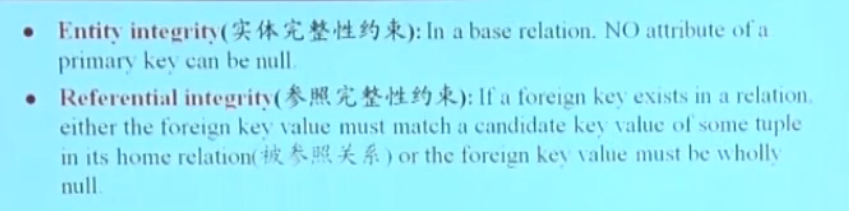 • Entity integrity(实体完整性约束): In a base relation. NO attribute of a
primary key can be null.
• Referential integrity(参照完整性约束): If a foreign key exists in a relation,
either the foreign key value must match a candidate key value of some tuple
in its home relation(被参照关系) or the foreign key value must be wholly
null.